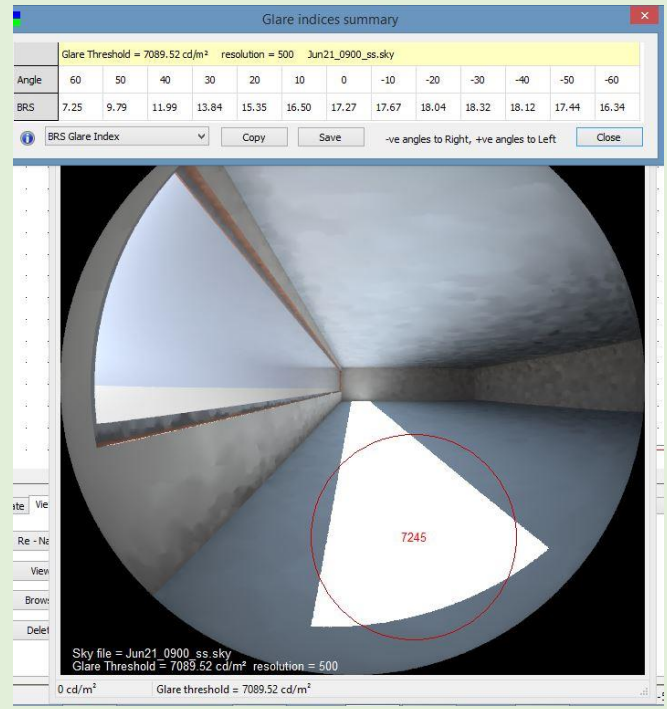 Glare indices summary
Glare Threshold = 7089.52 cd/m² resolution = 500 Jun21_0900_ss.sky
Angle 60 50 40 30 20 10 0 -10 -20 -30 -40 -50 -60
BRS 7.25 9.79 11.99 13.84 15.35 16.50 17.27 17.67 18.04 18.32 18.12 17.44 16.34
BRS Glare Index Copy Save -ve angles to Right, +ve angles to Left Close
7245
ate Vie
Re - Na
View
Brows
Delet
Sky file = Jun21_0900_ss.sky
Glare Threshold = 7089.52 cd/m² resolution = 500
0 cd/m² Glare threshold = 7089.52 cd/m²